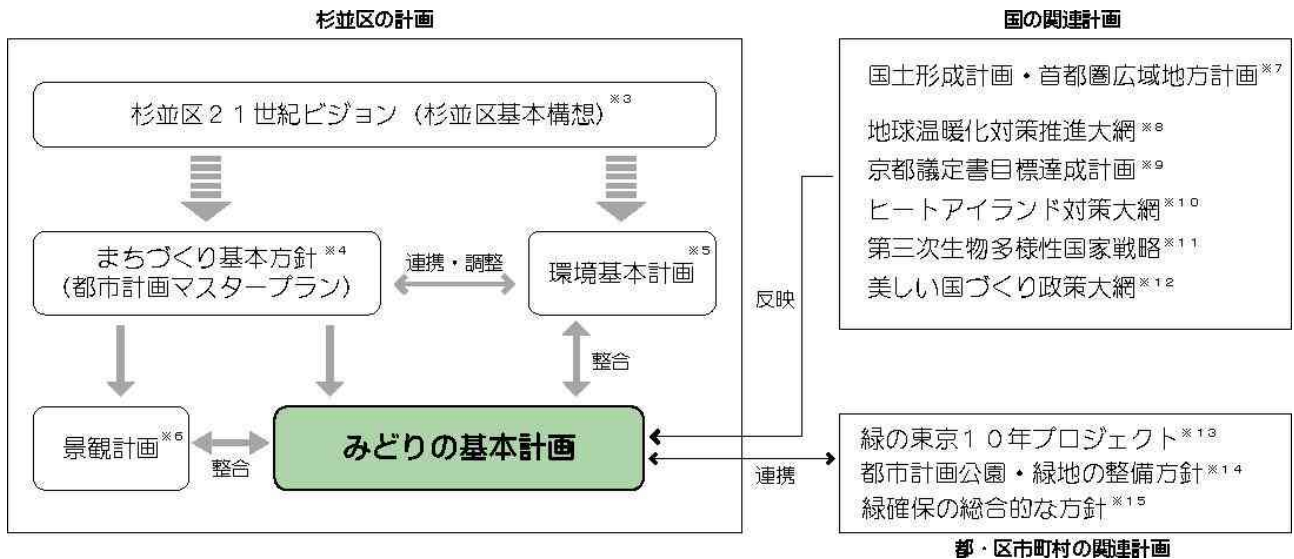 杉並区の計画
杉並区21世紀ビジョン(杉並区基本構想)※3
まちづくり基本方針※4
(都市計画マスタープラン)
連携・調整
環境基本計画※5
整合
景観計画※6
整合
みどりの基本計画
国の関連計画
国土形成計画・首都圏広域地方計画※7
地球温暖化対策推進大綱※8
京都議定書目標達成計画※9
ヒートアイランド対策大綱※10
第三次生物多様性国家戦略※11
美しい国づくり政策大綱※12
反映
連携
緑の東京10年プロジェクト※13
都市計画公園・緑地の整備方針※14
緑確保の総合的な方針※15
都・区市町村の関連計画